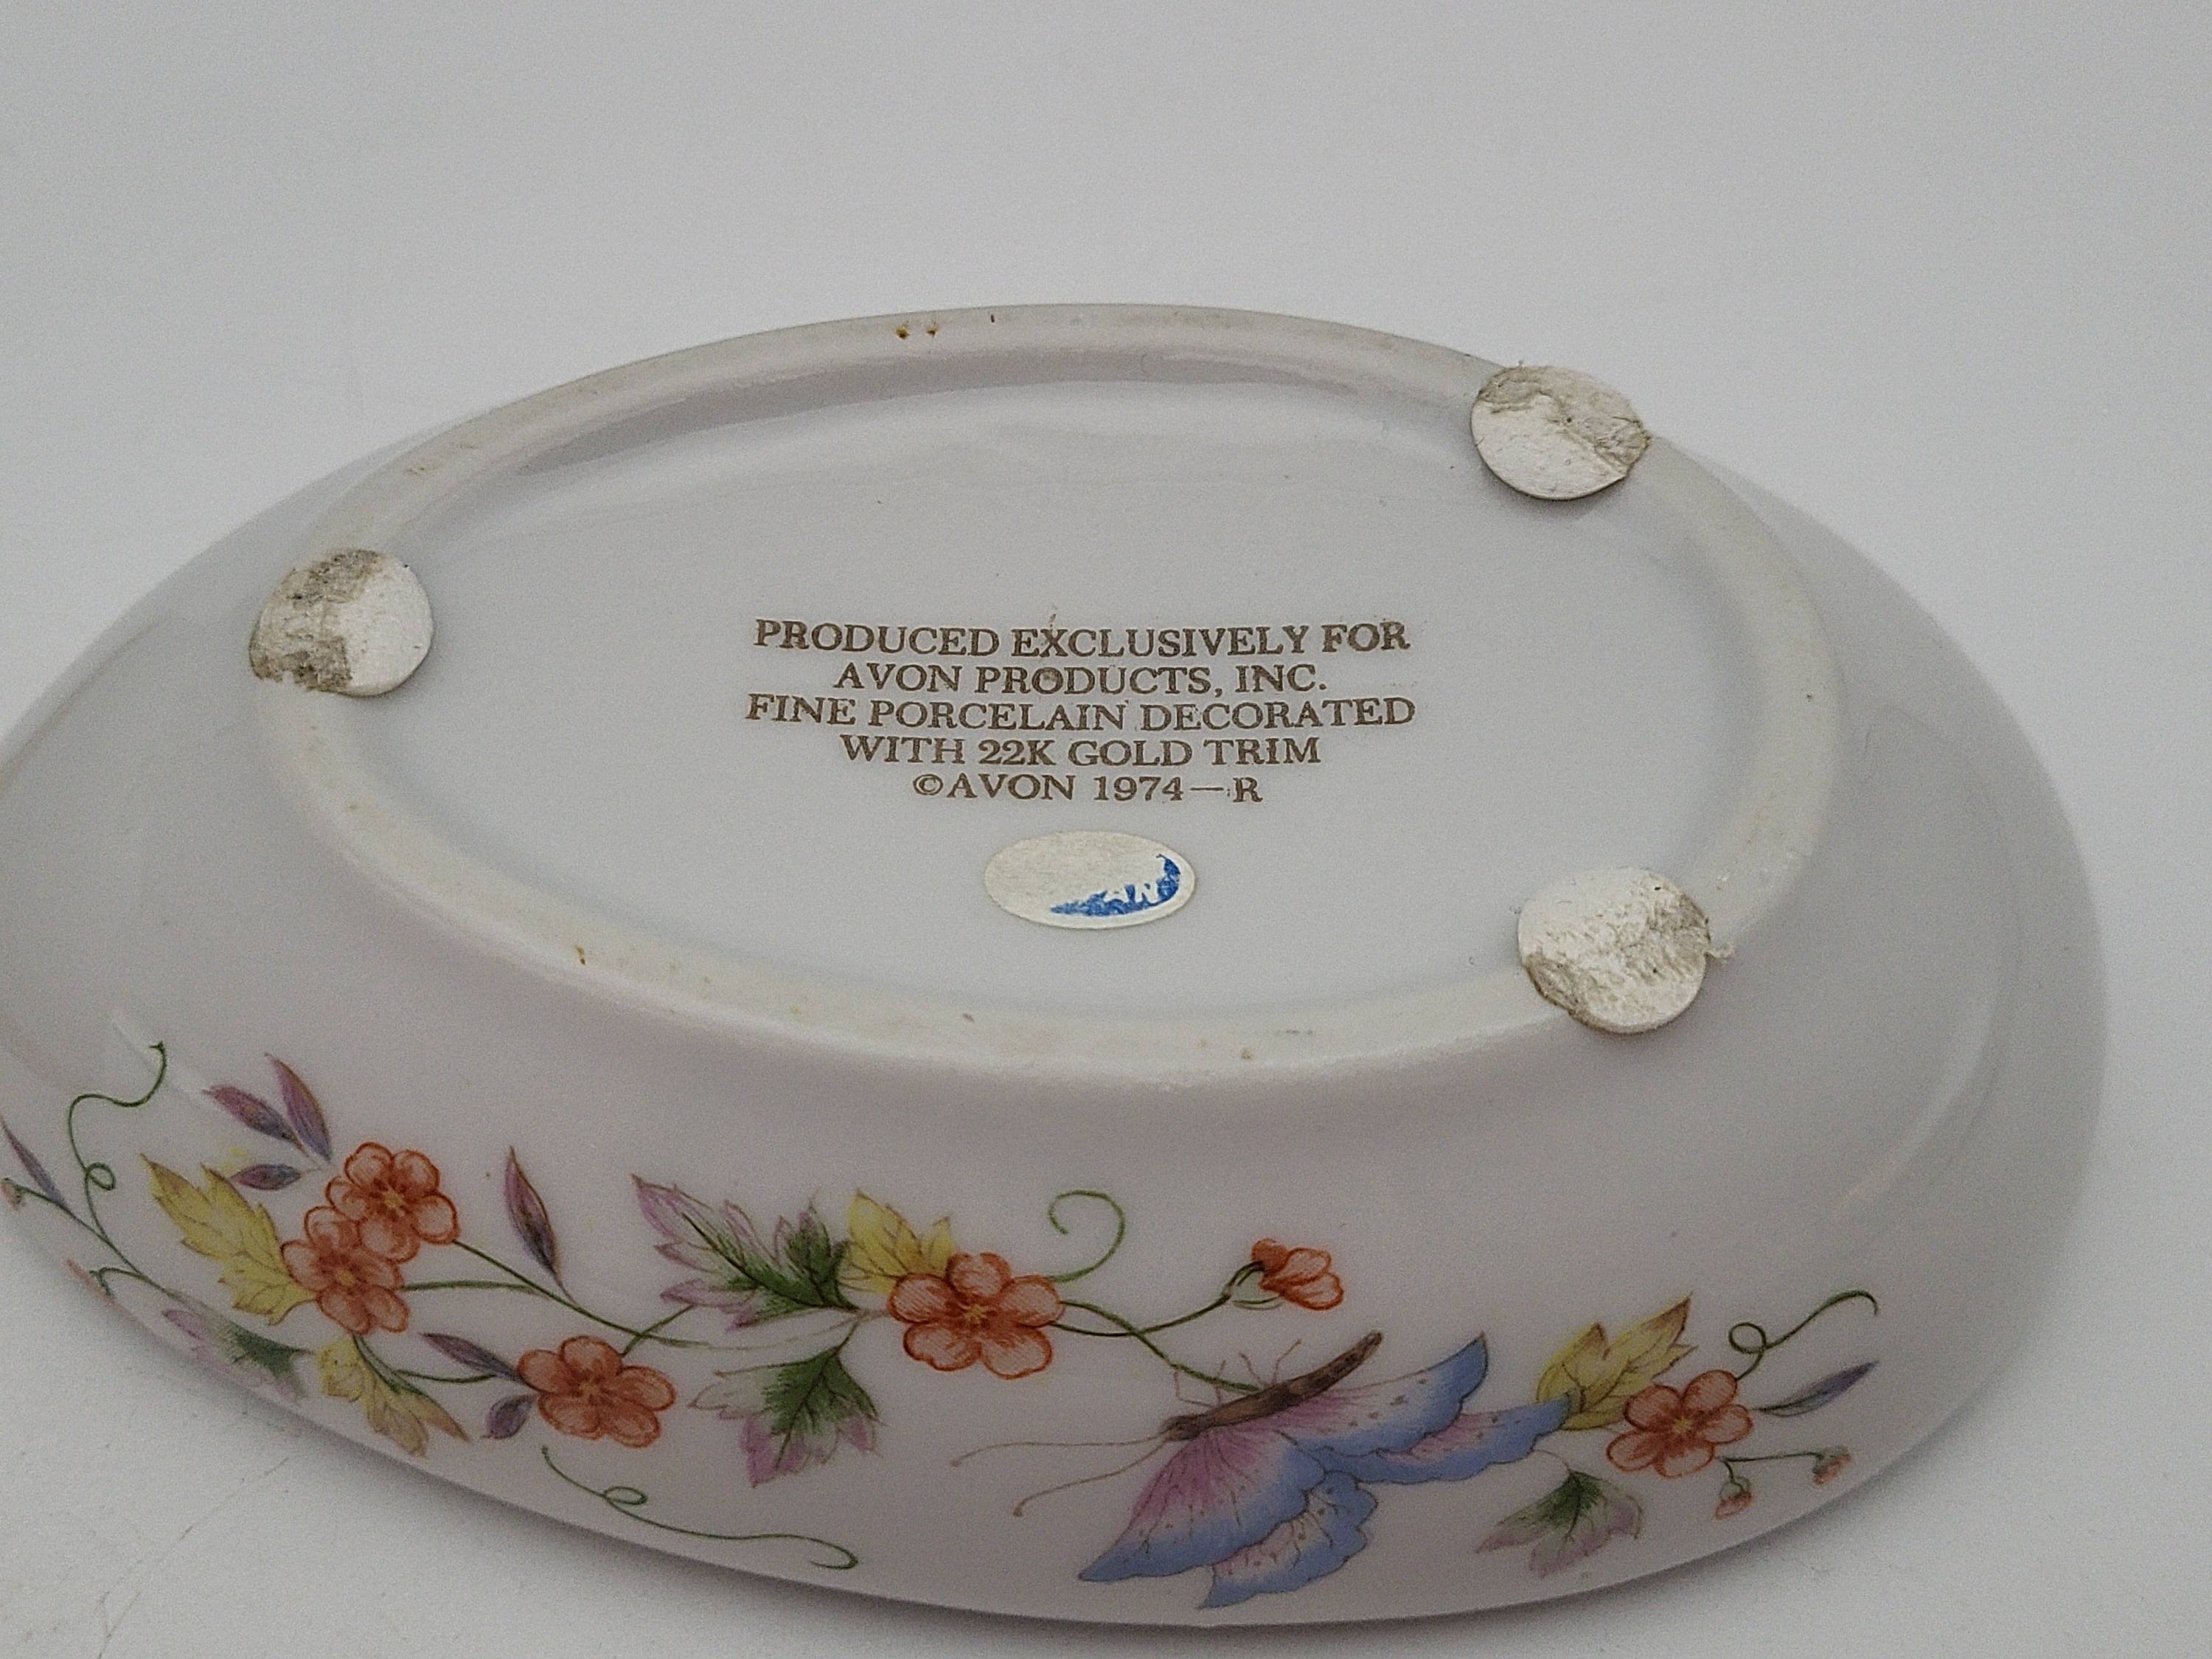 PRODUCED EXCLUSIVELY FOR
AVON PRODUCTS, INC.
FINE PORCELAIN DECORATED
WITH 22K GOLD TRIM
©AVON 1974—R